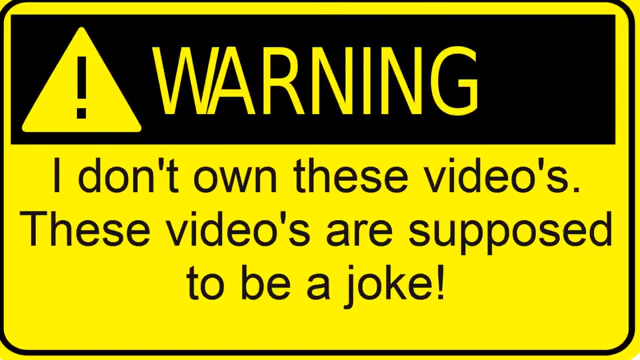 ! WARNING
I don't own these video's.
These video's are supposed
to be a joke!